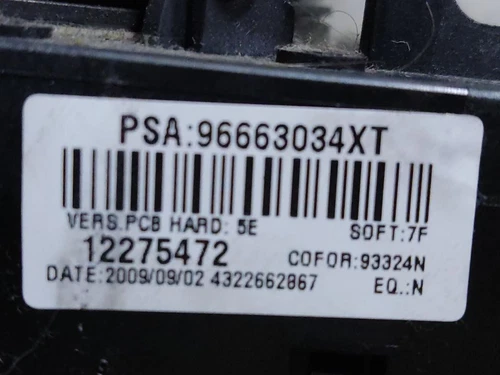 PSA:96663034XT
VERS.PCB HARD: 5E SOFT:7F
12275472 COFOR:93324N
DATE:2009/09/02 4322662867 EQ.:N